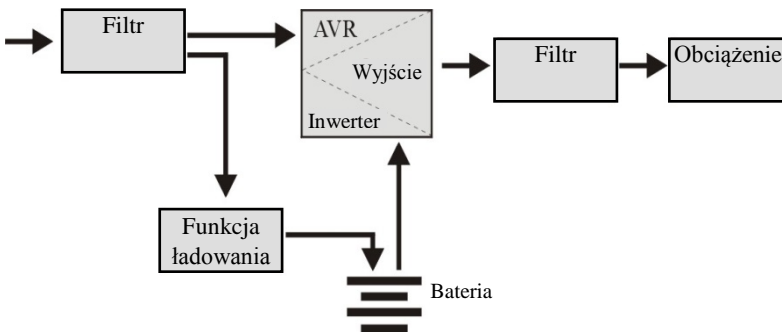 Filtr
AVR
Wyjście
Inwerter
Filtr
Obciążenie
Funkcja
ładowania
Bateria